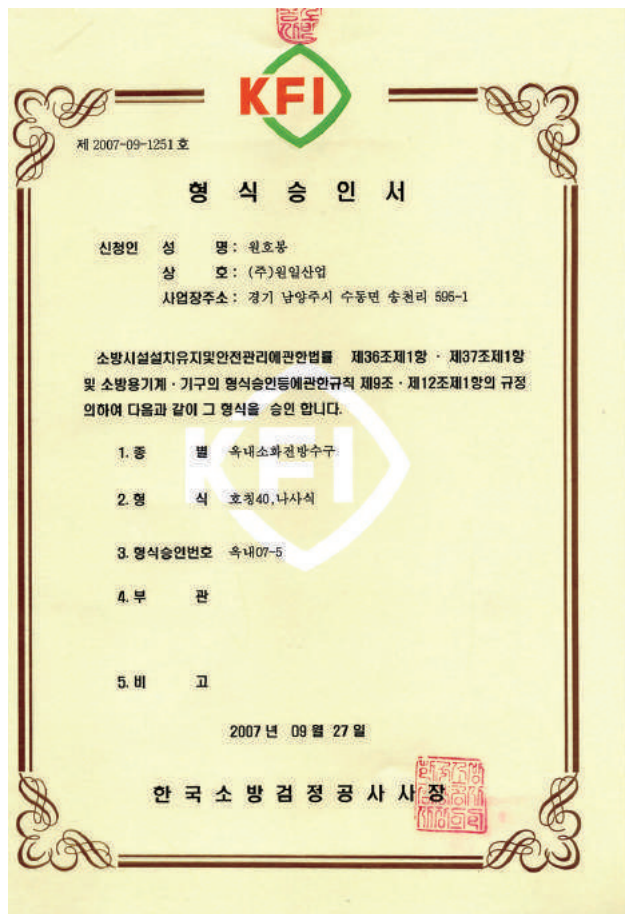 KFI
제 2007-09-1251 호
형 식 승 인 서
신청인 성 명 : 원호봉
상 호 : (주)원일산업
사업장주소 : 경기 남양주시 수동면 송천리 595-1
소방시설설치유지및안전관리에관한법률 제36조제1항 · 제37조제1항
및 소방용기계 · 기구의 형식승인등에관한규칙 제9조 · 제12조제1항의 규정
의하여 다음과 같이 그 형식을 승인 합니다.
KFI
1. 종 별 옥내소화전방수구
2. 형 식 호칭40,나사식
3. 형식승인번호 옥내07-5
4. 부 관
5. 비 고
2007 년 09 월 27 일
한 국 소 방 검 정 공 사 사 장